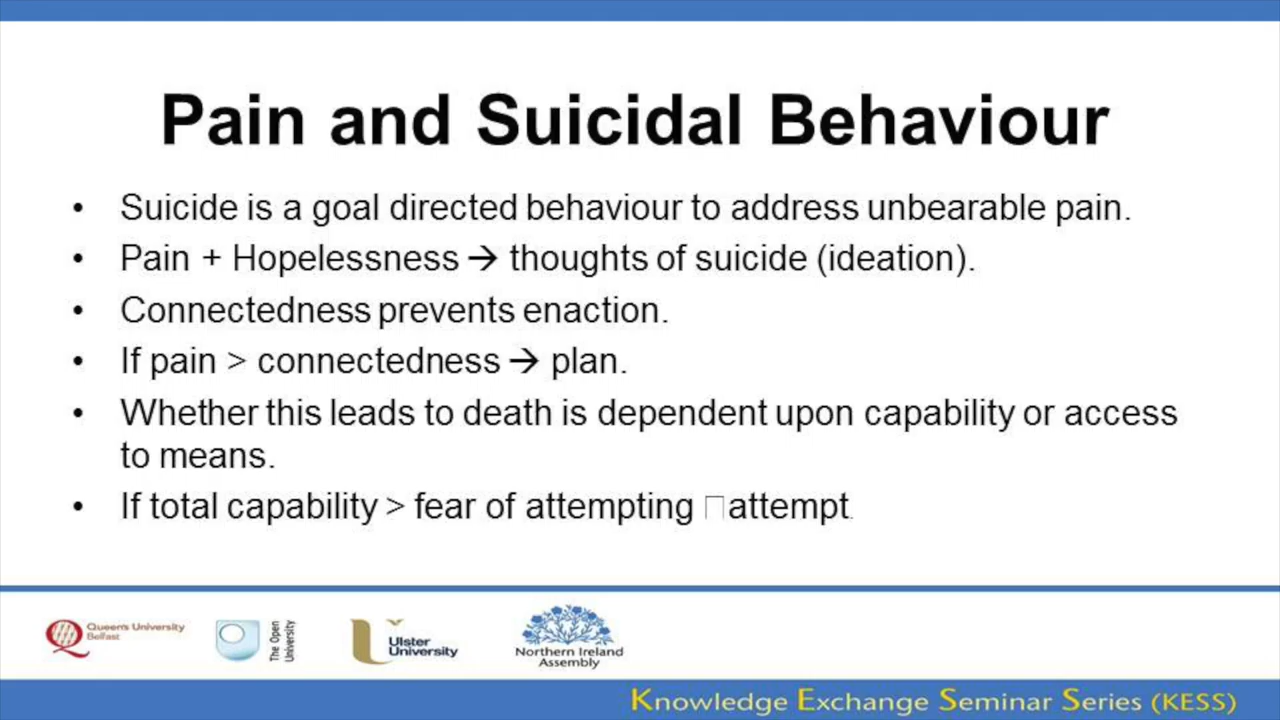 Pain and Suicidal Behaviour
• Suicide is a goal directed behaviour to address unbearable pain.
• Pain + Hopelessness → thoughts of suicide (ideation).
• Connectedness prevents enaction.
• If pain > connectedness → plan.
• Whether this leads to death is dependent upon capability or access
to means.
• If total capability > fear of attempting □attempt.
Queen's University
Belfast
The Open
University
Ulster
University
Northern Ireland
Assembly
Knowledge Exchange Seminar Series (KESS)